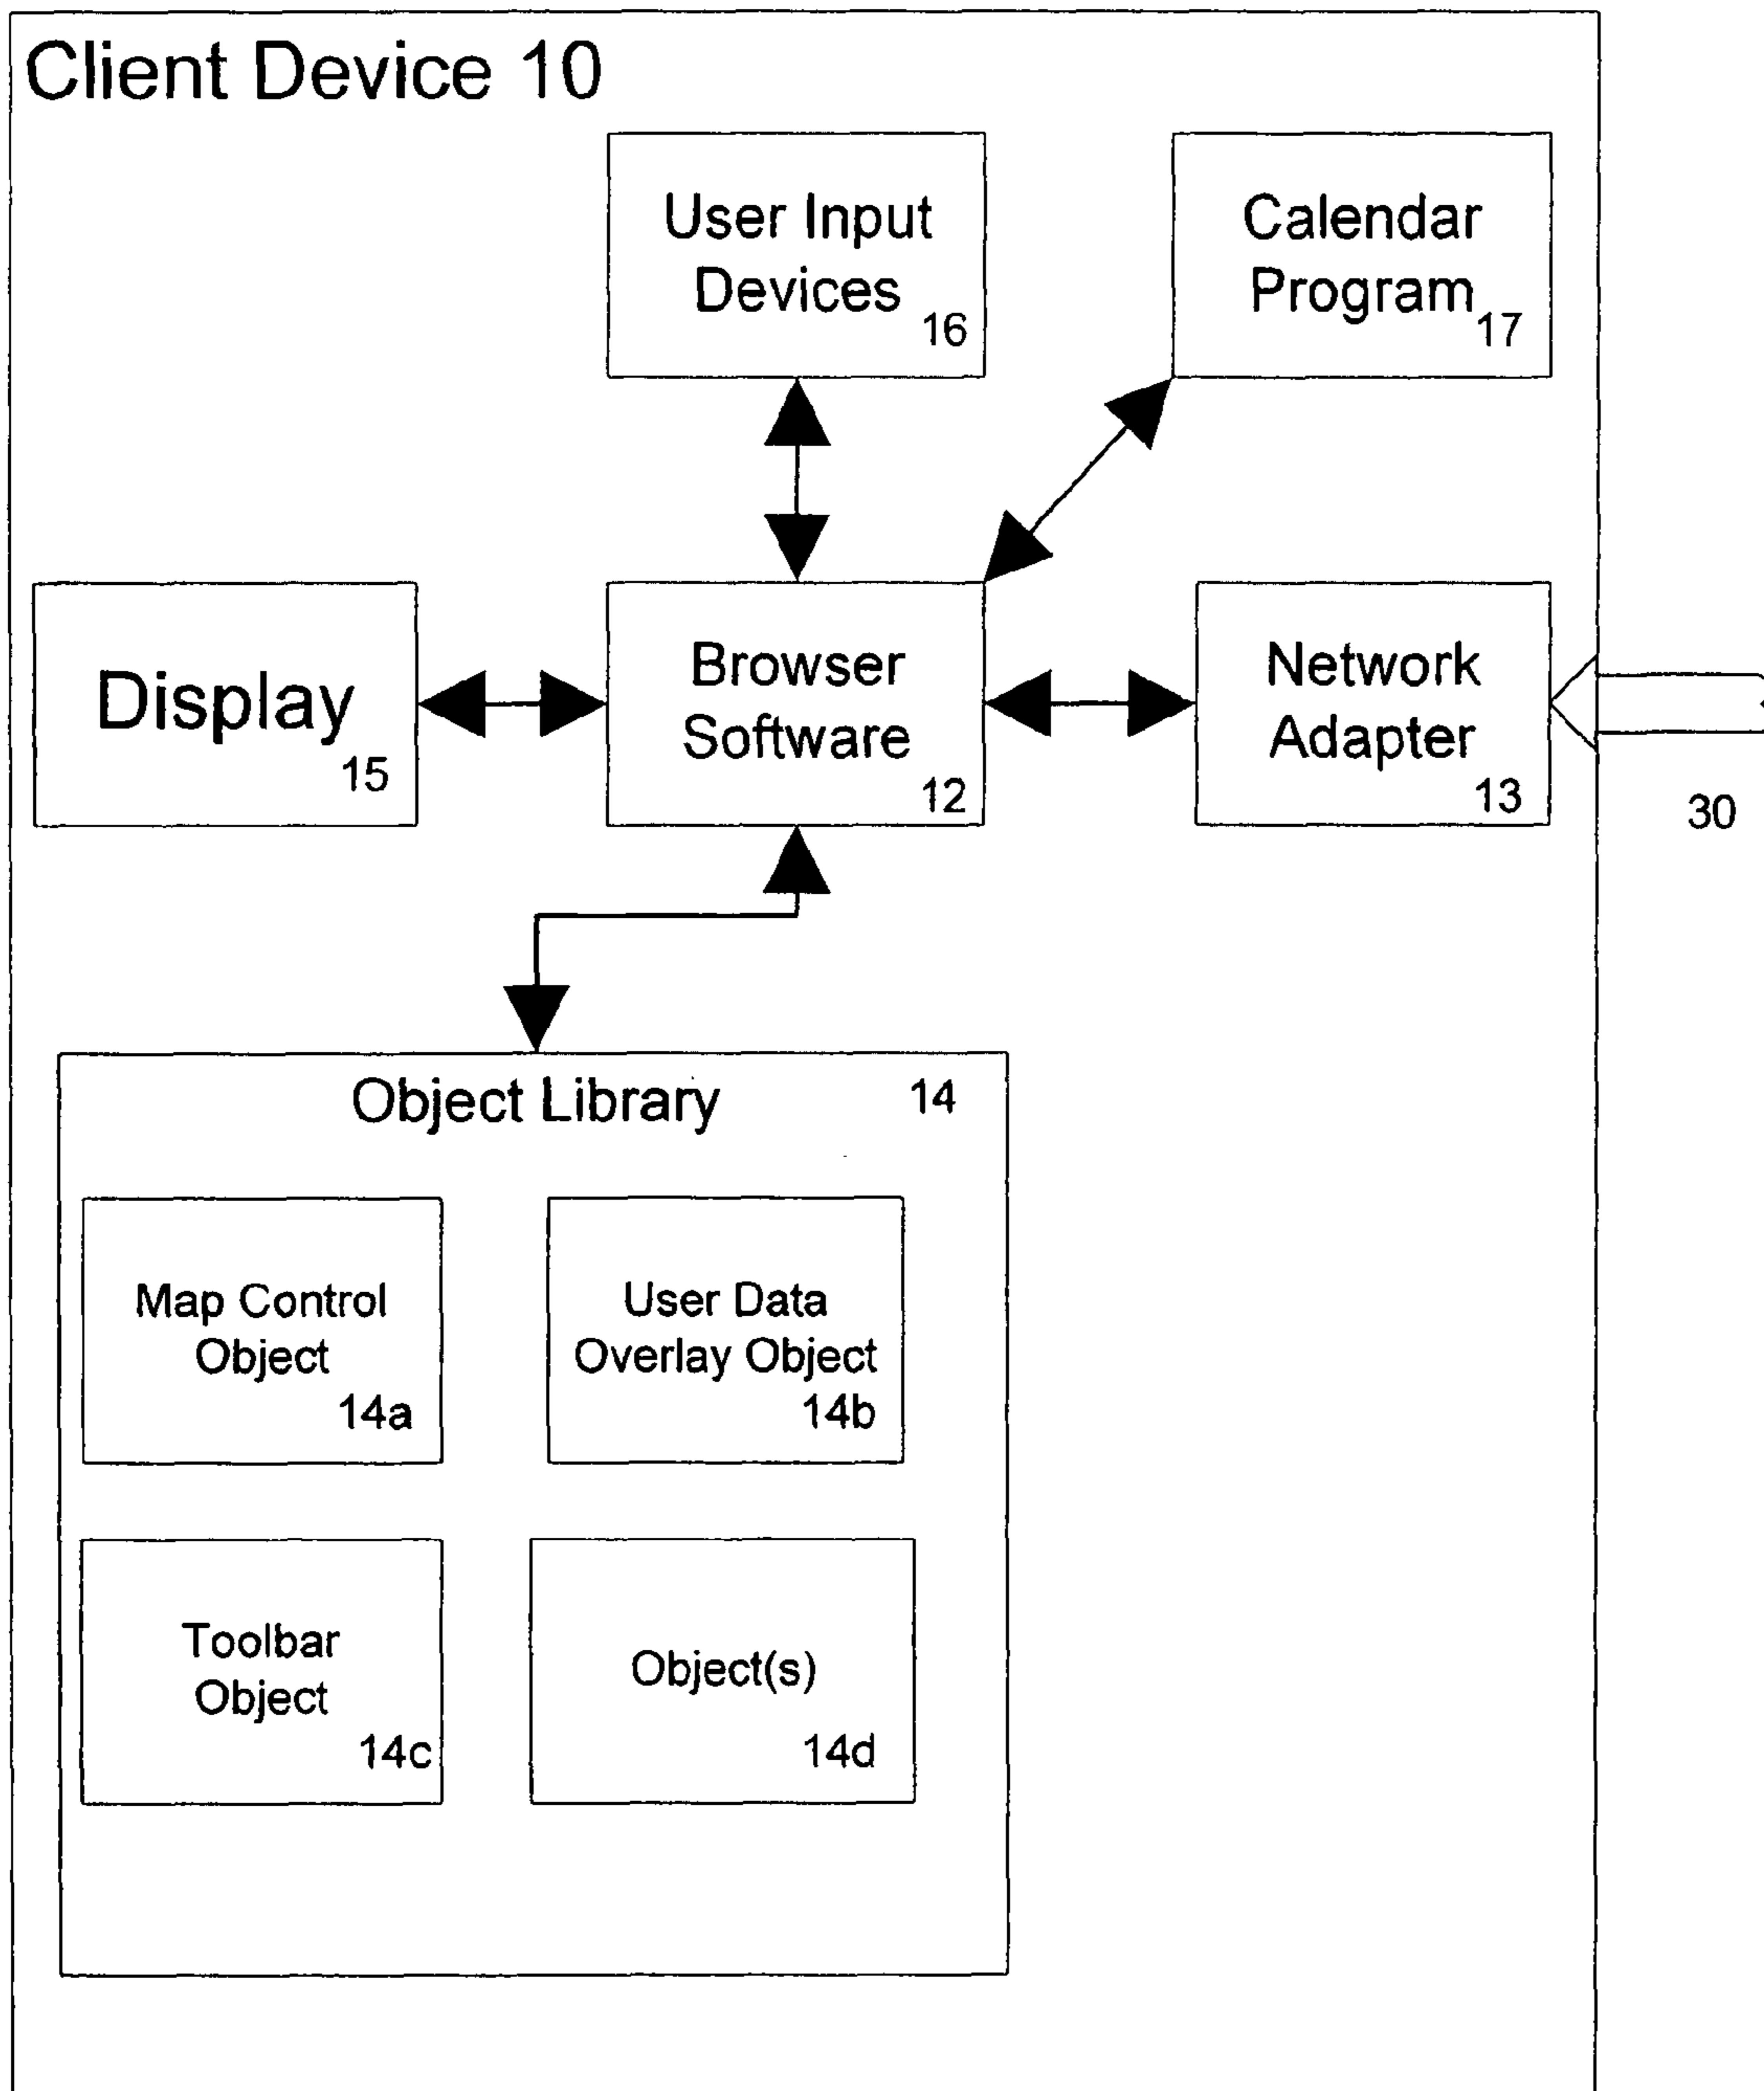 Client Device 10
User Input
Devices
16
Calendar
Program
17
Display
15
Browser
Software
12
Network
Adapter
13
30
Object Library
14
Map Control
Object
14a
User Data
Overlay Object
14b
Toolbar
Object
14c
Object(s)
14d